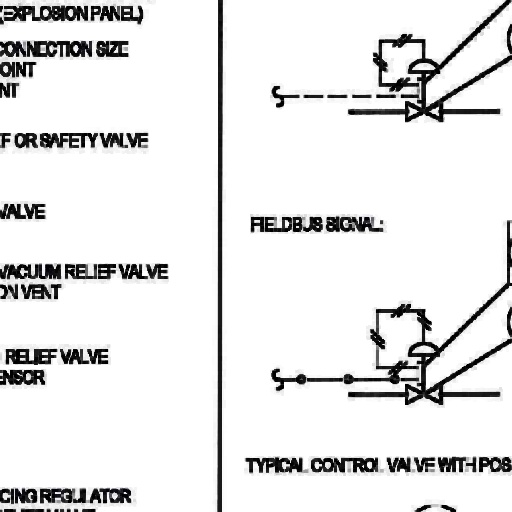 (EXPLOSION PANEL)
CONNECTION SIZE
OINT
NT
F OR SAFETY VALVE
VALVE
VACUUM RELIEF VALVE
ON VENT
RELIEF VALVE
ENSOR
CING REGULATOR
FIELDBUS SIGNAL:
TYPICAL CONTROL VALVE WITH POS